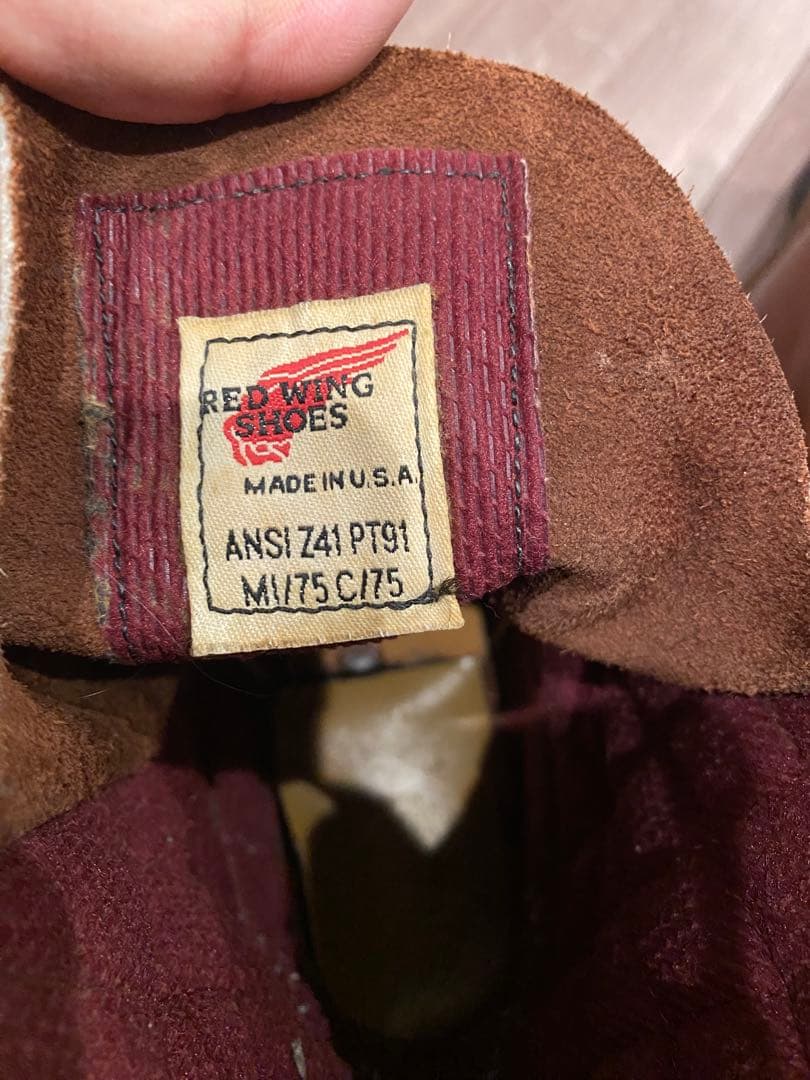 RED WING
SHOES
MADE IN U.S.A.
ANSI Z41 PT91
MI/75 C/75